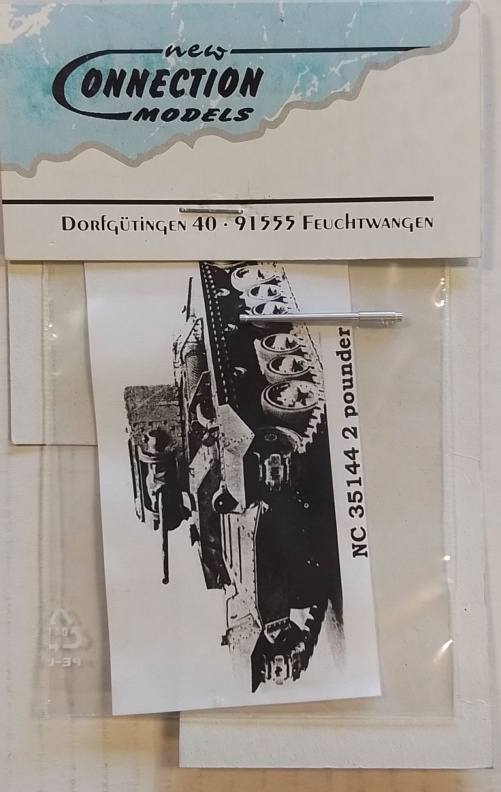 new
CONNECTION
MODELS
DORFGÜTINGEN 40 · 91555 FEUCHTWANGEN
NC 35144 2 pounder